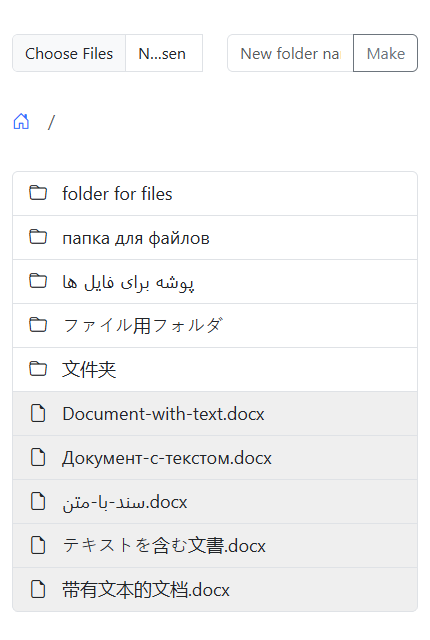 Choose Files N...sen New folder na Make
/
folder for files
папка для файлов
پوشه برای فایل ها
ファイル用フォルダ
文件夹
Document-with-text.docx
Документ-с-текстом.docx
سند-با-متن.docx
テキストを含む文書.docx
带有文本的文档.docx